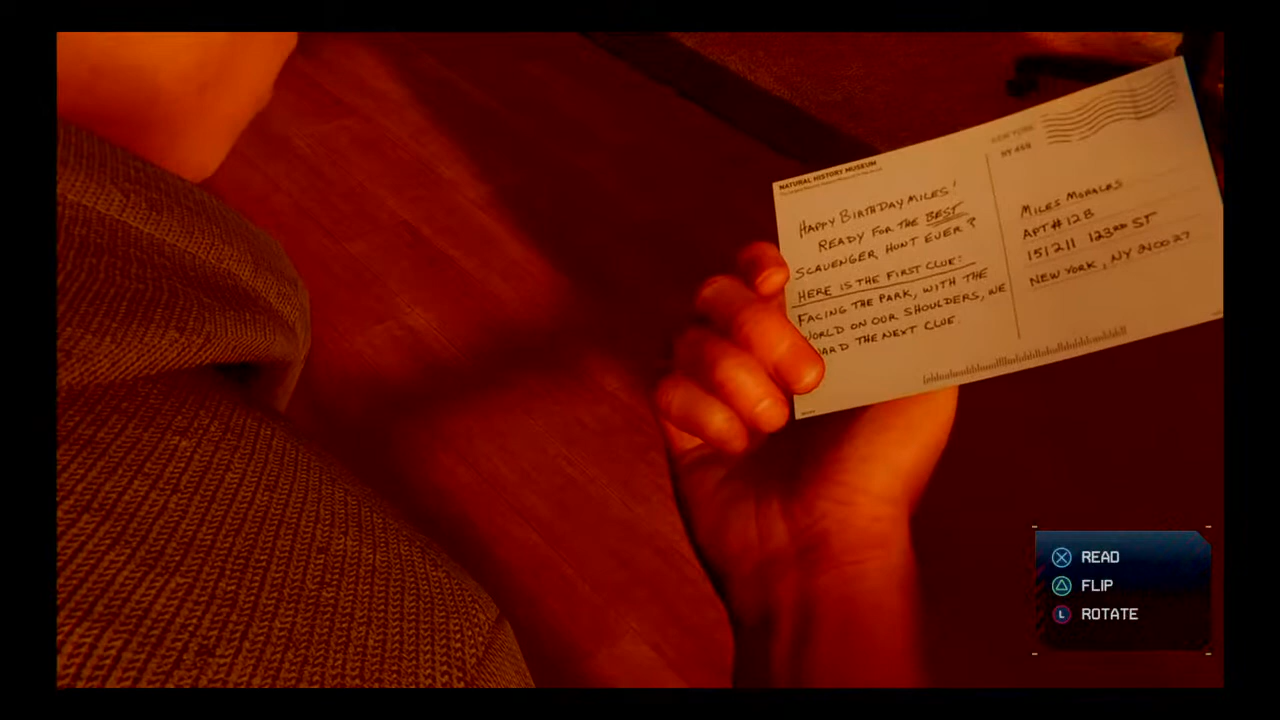 NATURAL HISTORY MUSEUM
HAPPY BIRTHDAY MILES!
READY FOR THE BEST
SCAVENGER HUNT EVER?
HERE IS THE FIRST CLUE:
FACING THE PARK, WITH THE
WORLD ON OUR SHOULDERS, WE
THE NEXT CLUE.
NEW YORK
MILES MORALES
APT# 12B
151211 123RD ST
NEW YORK, NY
READ
FLIP
L ROTATE